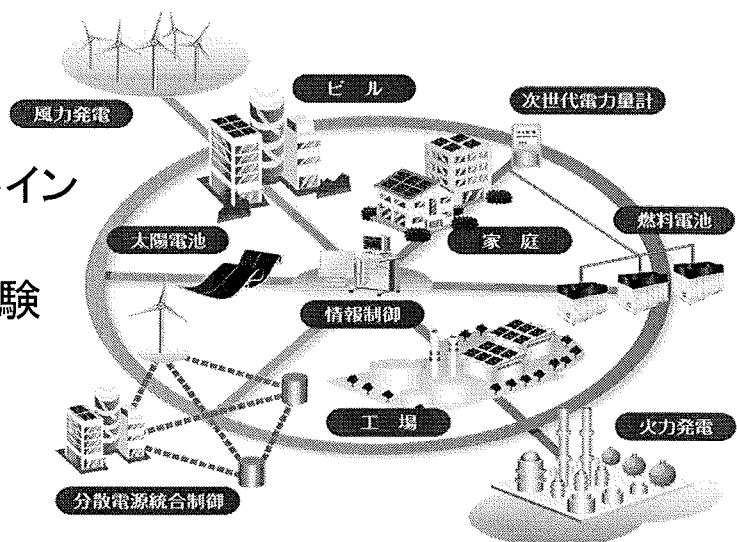 風力発電
ビル
次世代電力量計
イン
太陽電池
家庭
燃料電池
験
情報制御
工場
火力発電
分散電源統合制御